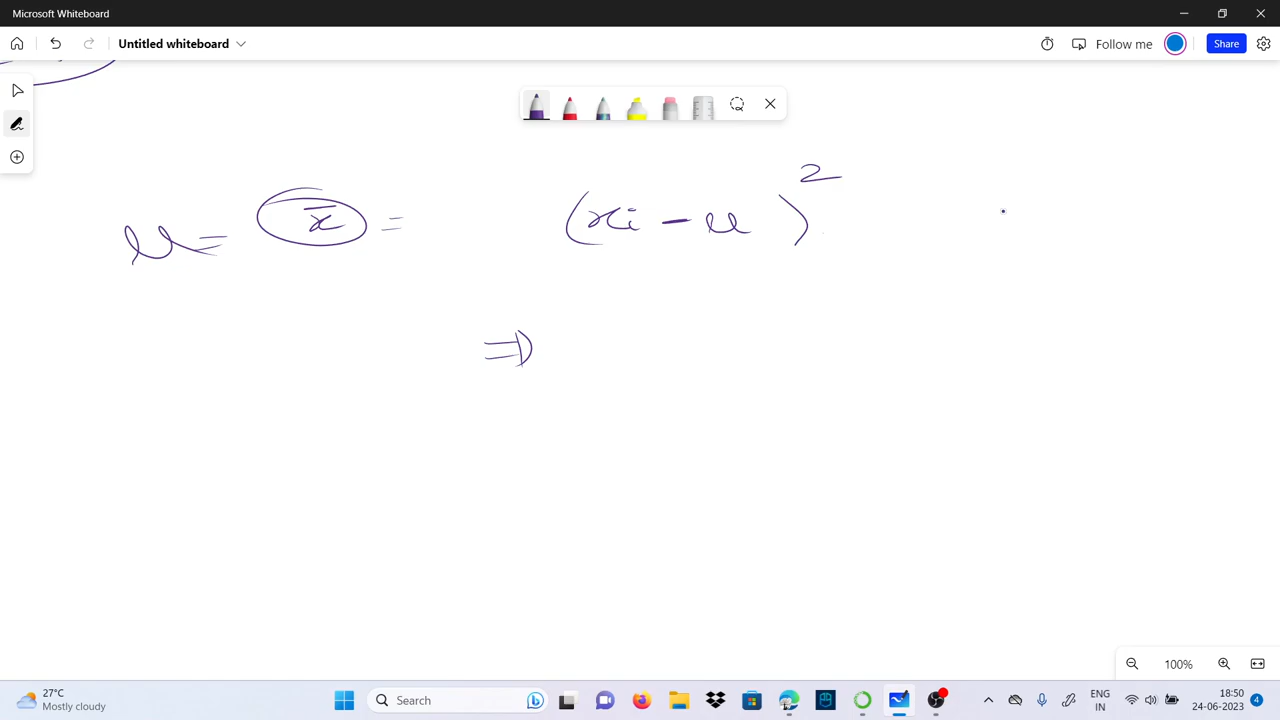 Microsoft Whiteboard
Untitled whiteboard
Follow me
Share
μ = x̄ =
(xi - μ)²
⇒
100%
27°C
Mostly cloudy
Search
ENG
IN
18:50
24-06-2023
4